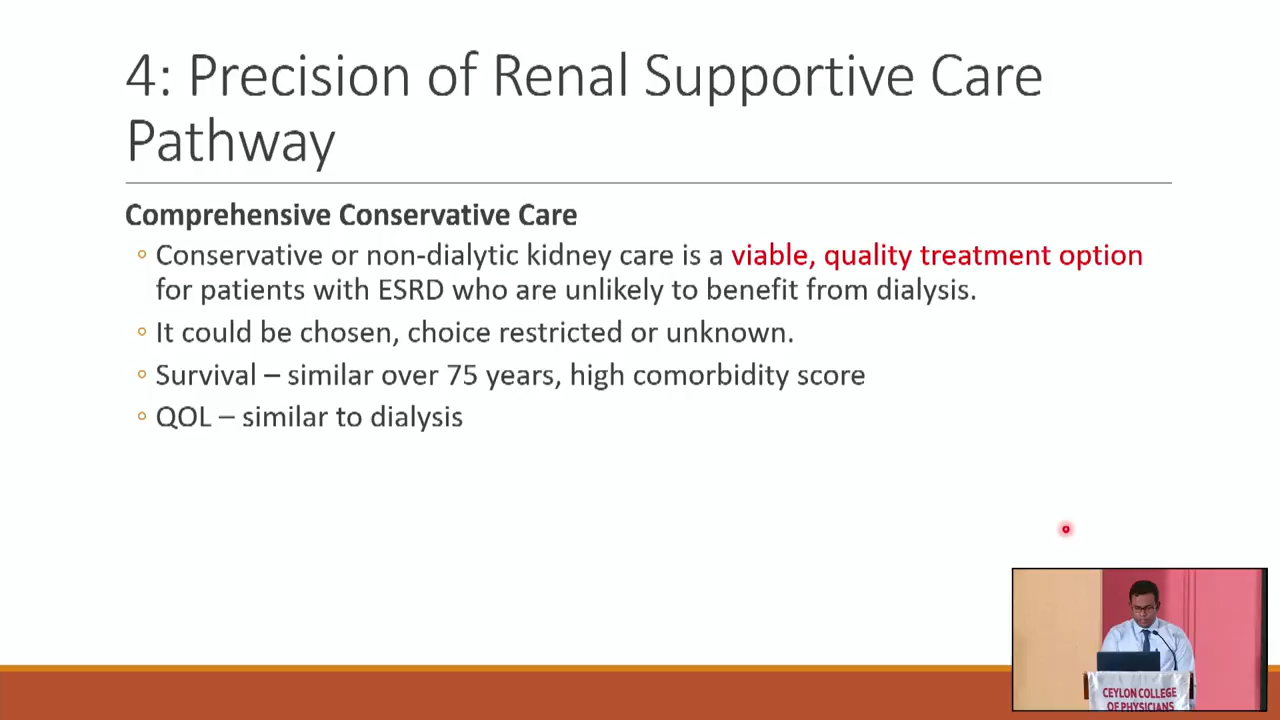 4: Precision of Renal Supportive Care
Pathway
Comprehensive Conservative Care
◦ Conservative or non-dialytic kidney care is a viable, quality treatment option
for patients with ESRD who are unlikely to benefit from dialysis.
◦ It could be chosen, choice restricted or unknown.
◦ Survival – similar over 75 years, high comorbidity score
◦ QOL – similar to dialysis
CEYLON COLLEGE
OF PHYSICIANS